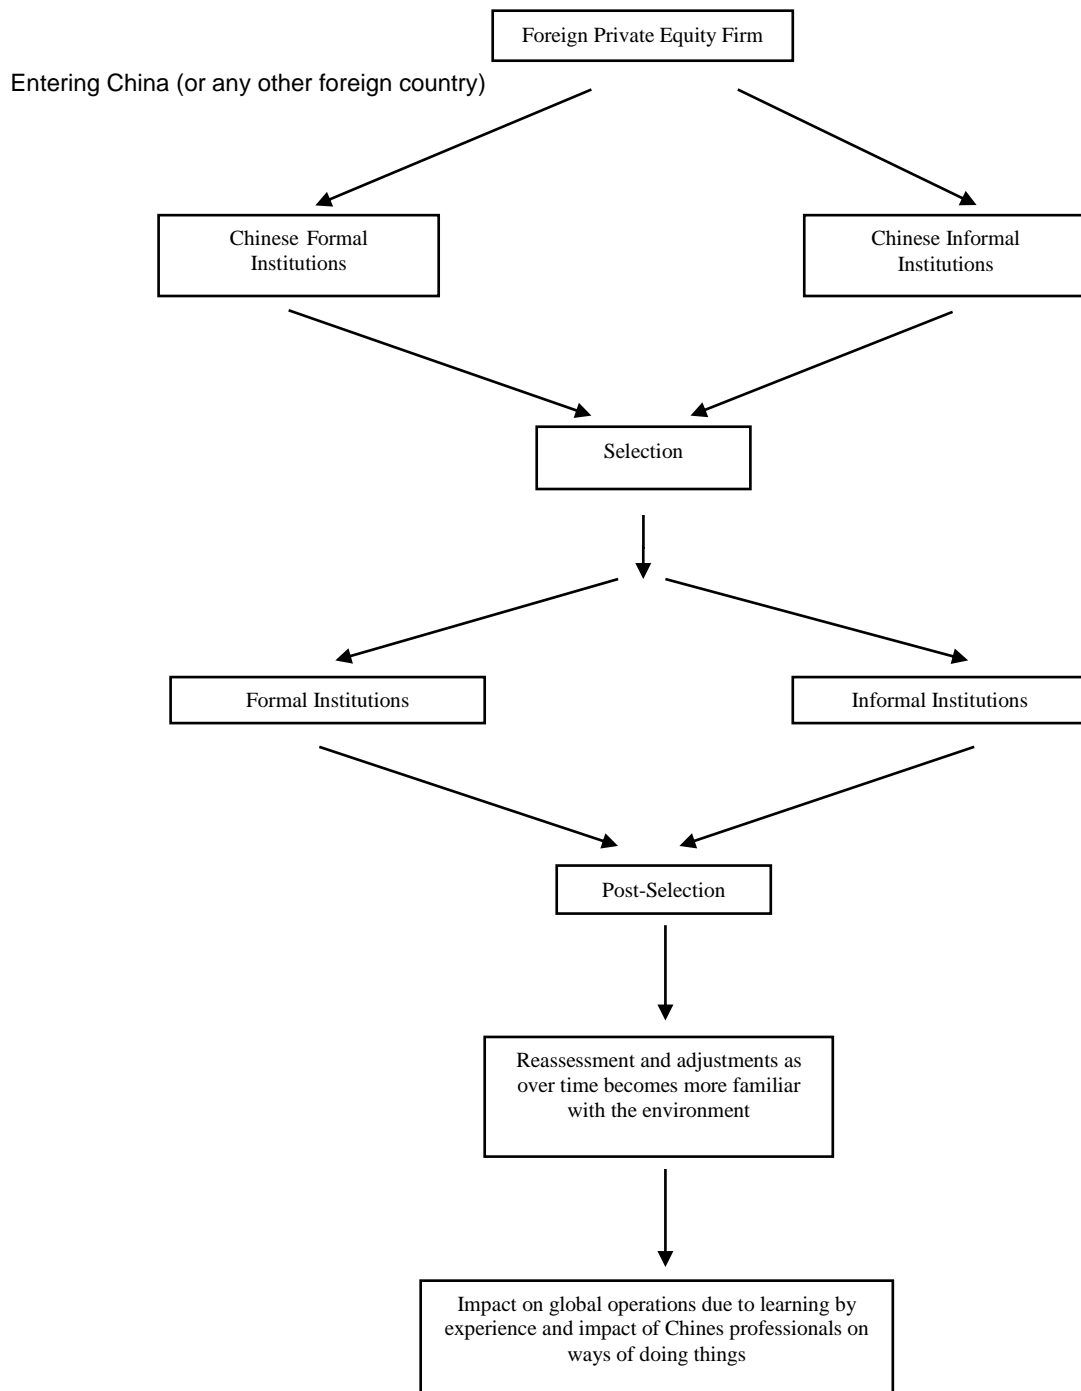 Foreign Private Equity Firm
Entering China (or any other foreign country)
Chinese Formal
Institutions
Chinese Informal
Institutions
Selection
Formal Institutions
Informal Institutions
Post-Selection
Reassessment and adjustments as
over time becomes more familiar
with the environment
Impact on global operations due to learning by
experience and impact of Chines professionals on
ways of doing things